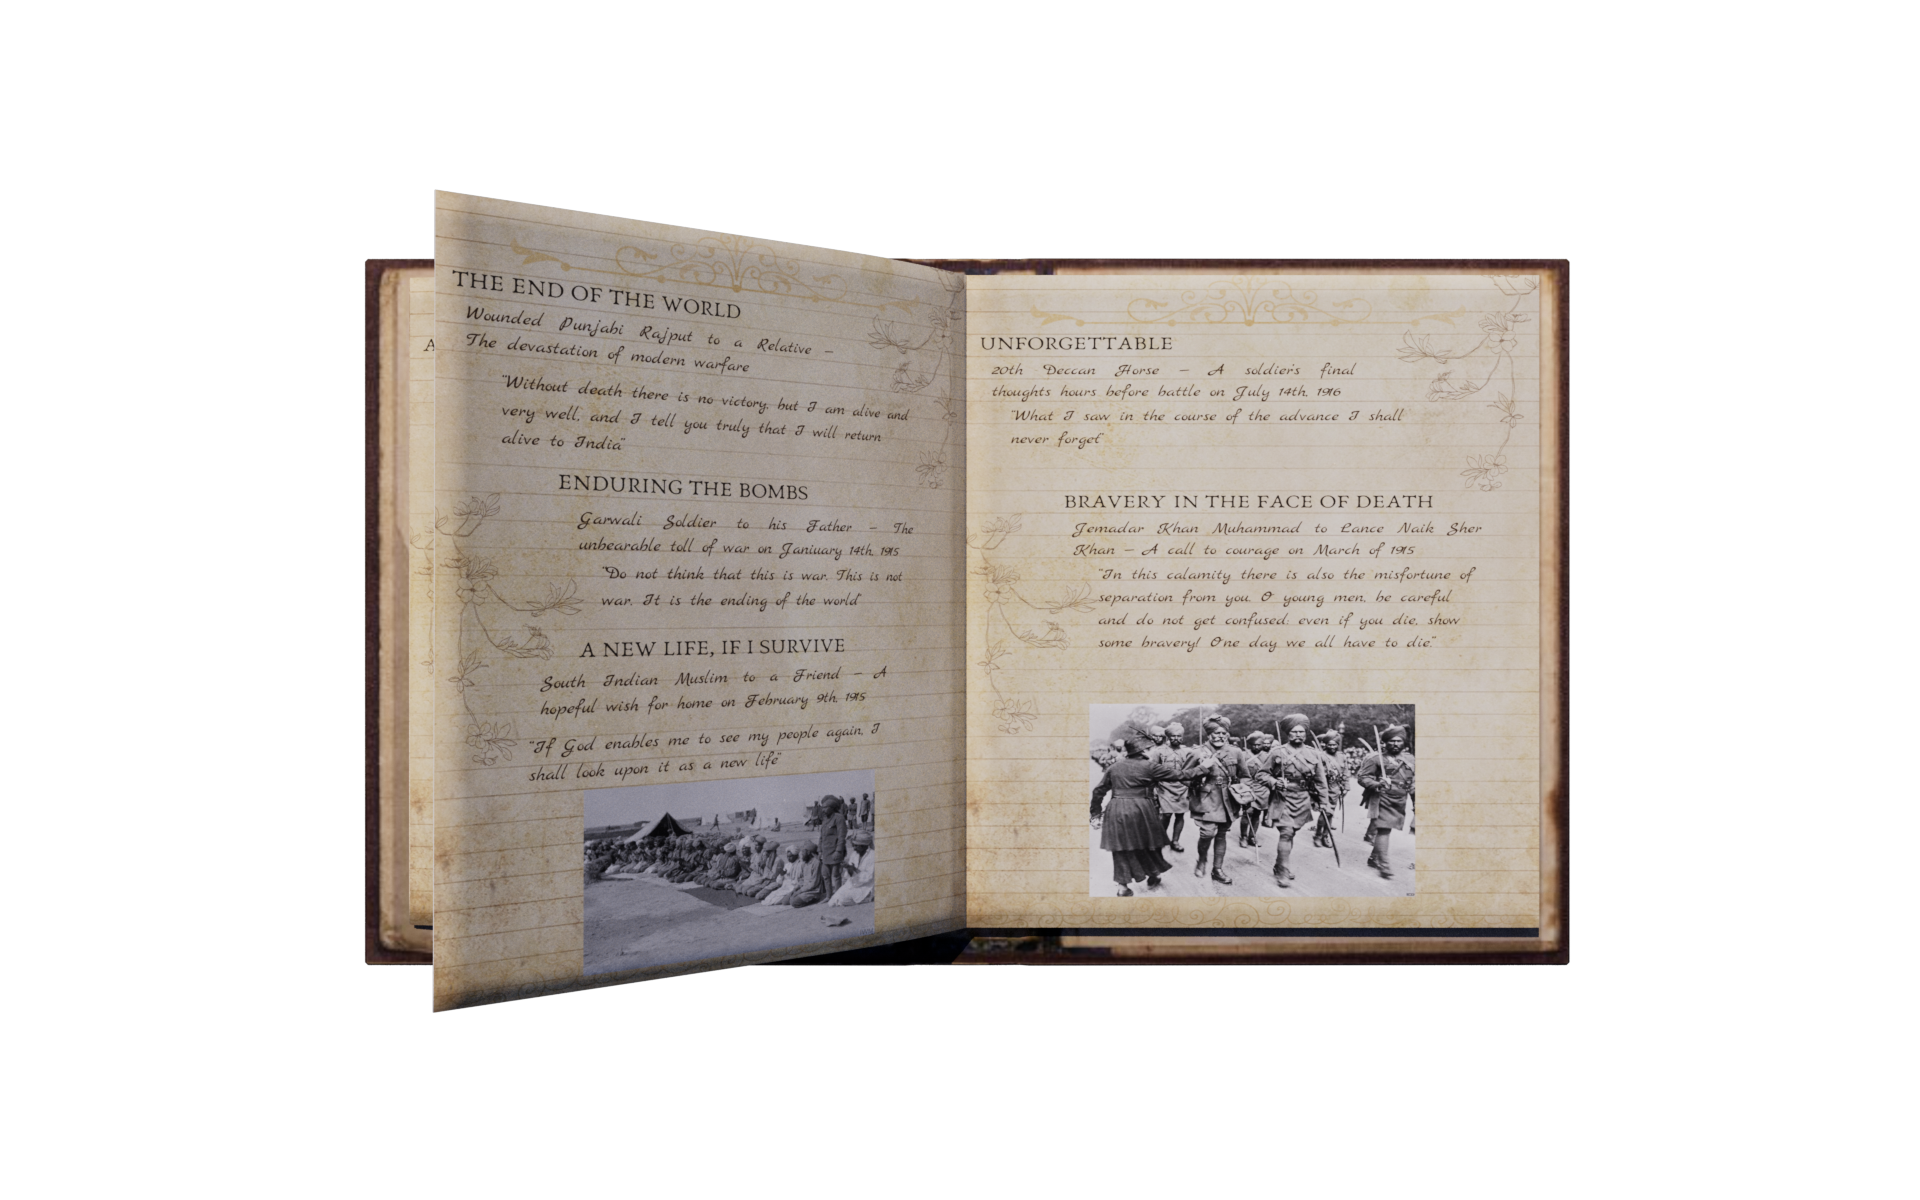 A
THE END OF THE WORLD
Wounded Punjabi Rajput to a Relative –
The devastation of modern warfare
"Without death there is no victory, but I am alive and
very well, and I tell you truly that I will return
alive to India"
ENDURING THE BOMBS
Garwali Soldier to his Father – The
unbearable toll of war on Janiuary 14th, 1915
"Do not think that this is war. This is not
war. It is the ending of the world"
A NEW LIFE, IF I SURVIVE
South Indian Muslim to a Friend – A
hopeful wish for home on February 9th, 1915
"If God enables me to see my people again, I
shall look upon it as a new life"
UNFORGETTABLE
20th Deccan Horse – A soldier's final
thoughts hours before battle on July 14th, 1916
"What I saw in the course of the advance I shall
never forget"
BRAVERY IN THE FACE OF DEATH
Jemadar Khan Muhammad to Lance Naik Sher
Khan – A call to courage on March of 1915
"In this calamity there is also the misfortune of
separation from you. O young men, be careful
and do not get confused; even if you die, show
some bravery! One day we all have to die"